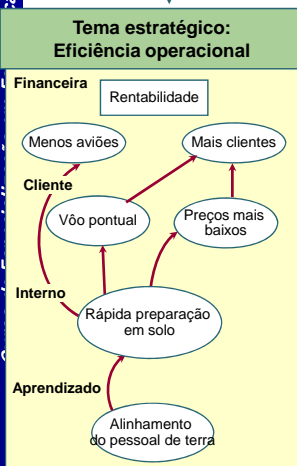 Tema estratégico:
Eficiência operacional
Financeira
Rentabilidade
Menos aviões
Mais clientes
Cliente
Vôo pontual
Preços mais
baixos
Interno
Rápida preparação
em solo
Aprendizado
Alinhamento
do pessoal de terra